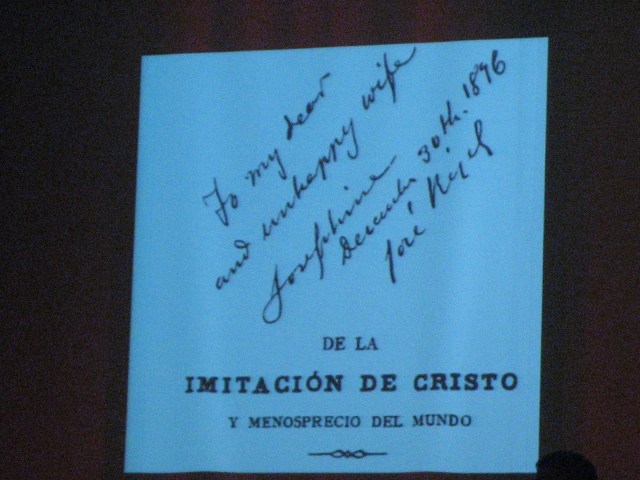 To my dear
and unhappy wife
Josephine
December 30th. 1896
José Rizal
DE LA
IMITACIÓN DE CRISTO
Y MENOSPRECIO DEL MUNDO